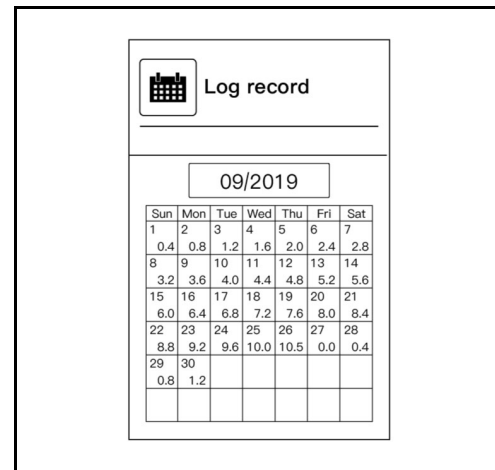 Log record
09/2019
Sun Mon Tue Wed Thu Fri Sat
1 2 3 4 5 6 7
0.4 0.8 1.2 1.6 2.0 2.4 2.8
8 9 10 11 12 13 14
3.2 3.6 4.0 4.4 4.8 5.2 5.6
15 16 17 18 19 20 21
6.0 6.4 6.8 7.2 7.6 8.0 8.4
22 23 24 25 26 27 28
8.8 9.2 9.6 10.0 10.5 0.0 0.4
29 30
0.8 1.2